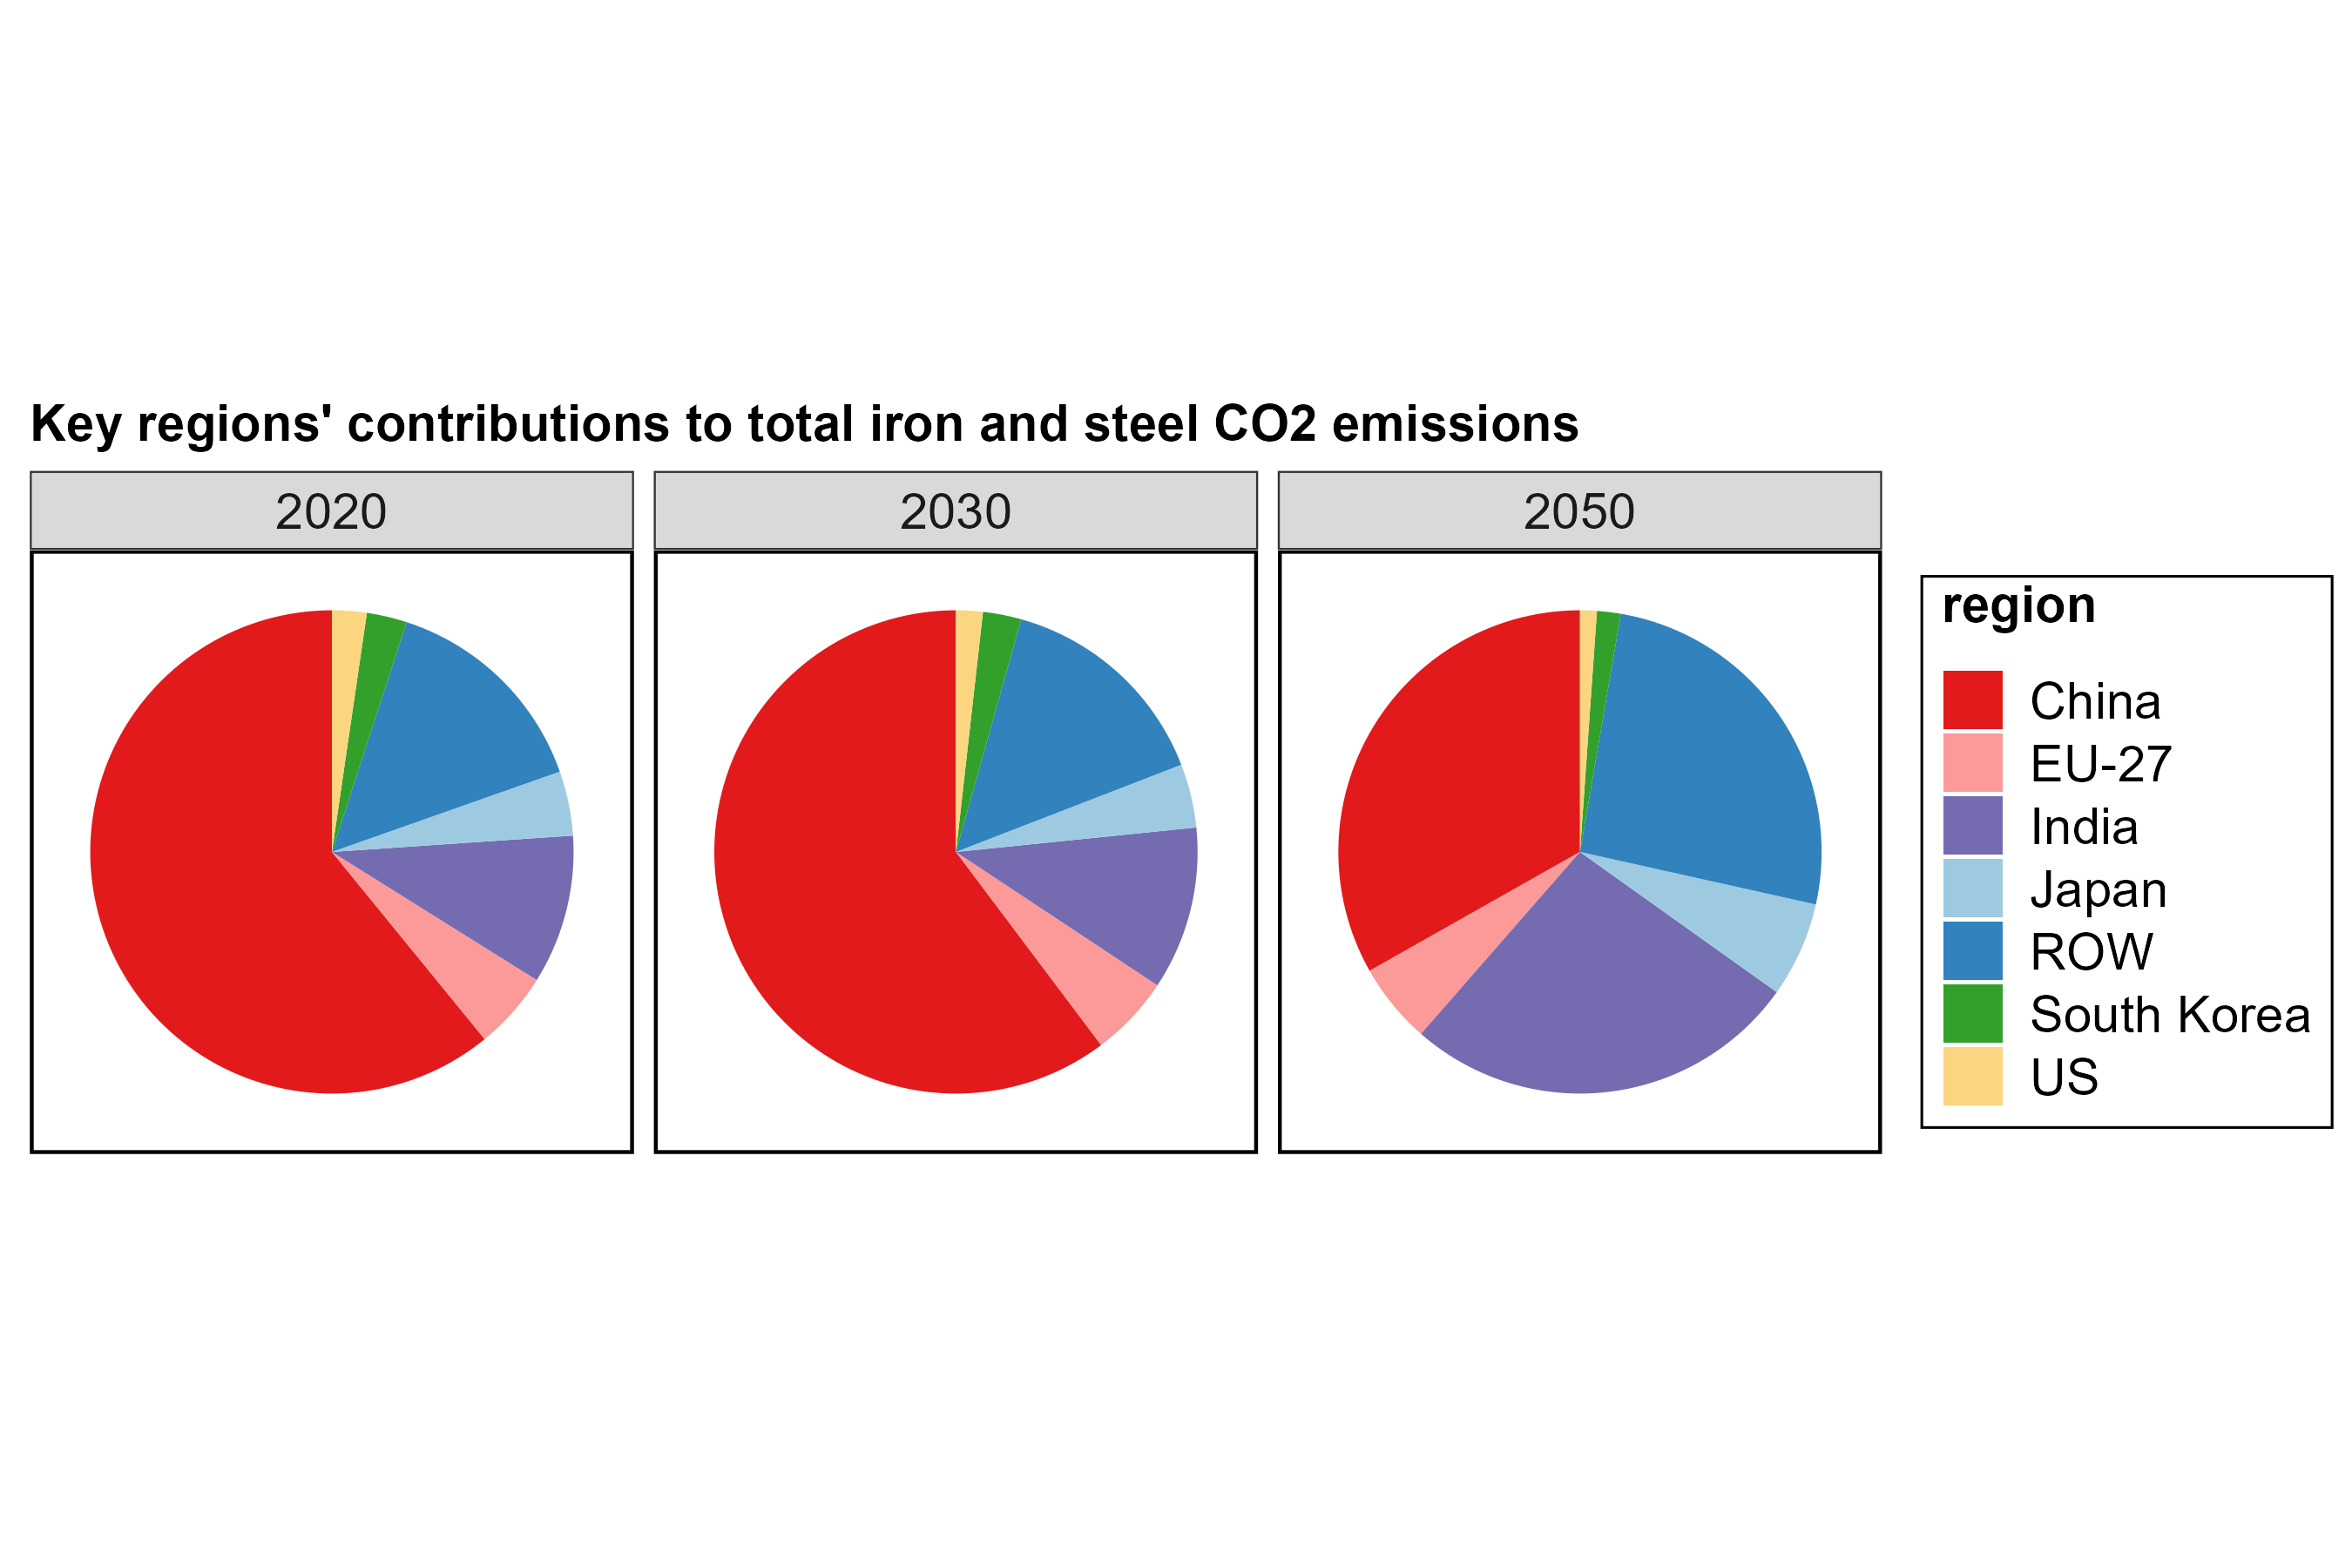 Key regions' contributions to total iron and steel CO2 emissions
2020
2030
2050
region
China
EU-27
India
Japan
ROW
South Korea
US